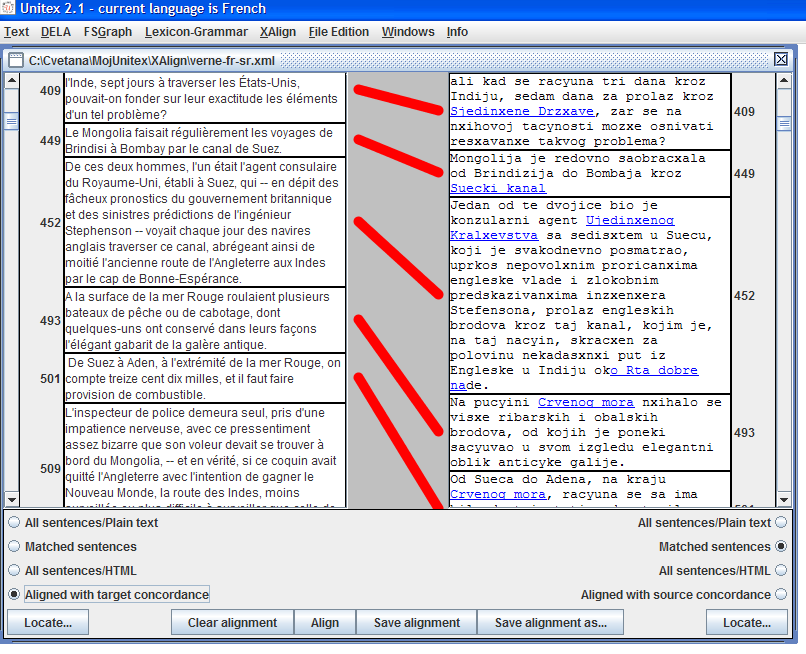 Unitex 2.1 - current language is French
Text DELA FSGraph Lexicon-Grammar XAlign File Edition Windows Info
C:\Cvetana\MojUnitex\XAlign\verne-fr-sr.xml
409
l'Inde, sept jours à traverser les États-Unis,
pouvait-on fonder sur leur exactitude les éléments
d'un tel problème?
449
Le Mongolia faisait régulièrement les voyages de
Brindisi à Bombay par le canal de Suez.
452
De ces deux hommes, l'un était l'agent consulaire
du Royaume-Uni, établi à Suez, qui -- en dépit des
fâcheux pronostics du gouvernement britannique
et des sinistres prédictions de l'ingénieur
Stephenson -- voyait chaque jour des navires
anglais traverser ce canal, abrégeant ainsi de
moitié l'ancienne route de l'Angleterre aux Indes
par le cap de Bonne-Espérance.
493
A la surface de la mer Rouge roulaient plusieurs
bateaux de pêche ou de cabotage, dont
quelques-uns ont conservé dans leurs façons
l'élégant gabarit de la galère antique.
501
De Suez à Aden, à l'extrémité de la mer Rouge, on
compte treize cent dix milles, et il faut faire
provision de combustible.
509
L'inspecteur de police demeura seul, pris d'une
impatience nerveuse, avec ce pressentiment
assez bizarre que son voleur devait se trouver à
bord du Mongolia, -- et en vérité, si ce coquin avait
quitté l'Angleterre avec l'intention de gagner le
Nouveau Monde, la route des Indes, moins
ali kad se racyuna tri dana kroz
Indiju, sedam dana za prolaz kroz
Sjedinxene Drzxave, zar se na
nxihovoj tacynosti mozxe osnivati
resxavanxe takvog problema?
409
Mongolija je redovno saobracxala
od Brindizija do Bombaja kroz
Suecki kanal
449
Jedan od te dvojice bio je
konzularni agent Ujedinxenog
Kralxevstva sa sedisxtem u Suecu,
koji je svakodnevno posmatrao,
uprkos nepovolxnim proricanxima
engleske vlade i zlokobnim
predskazivanxima inzxenxera
Stefensona, prolaz engleskih
brodova kroz taj kanal, kojim je,
na taj nacyin, skracxen za
polovinu nekadasxnxi put iz
Engleske u Indiju oko Rta dobre
nade.
452
Na pucyini Crvenog mora nxihalo se
visxe ribarskih i obalskih
brodova, od kojih je poneki
sacyuvao u svom izgledu elegantni
oblik anticyke galije.
493
Od Sueca do Adena, na kraju
Crvenog mora, racyuna se sa ima
All sentences/Plain text
Matched sentences
All sentences/HTML
Aligned with target concordance
All sentences/Plain text
Matched sentences
All sentences/HTML
Aligned with source concordance
Locate... Clear alignment Align Save alignment Save alignment as... Locate...